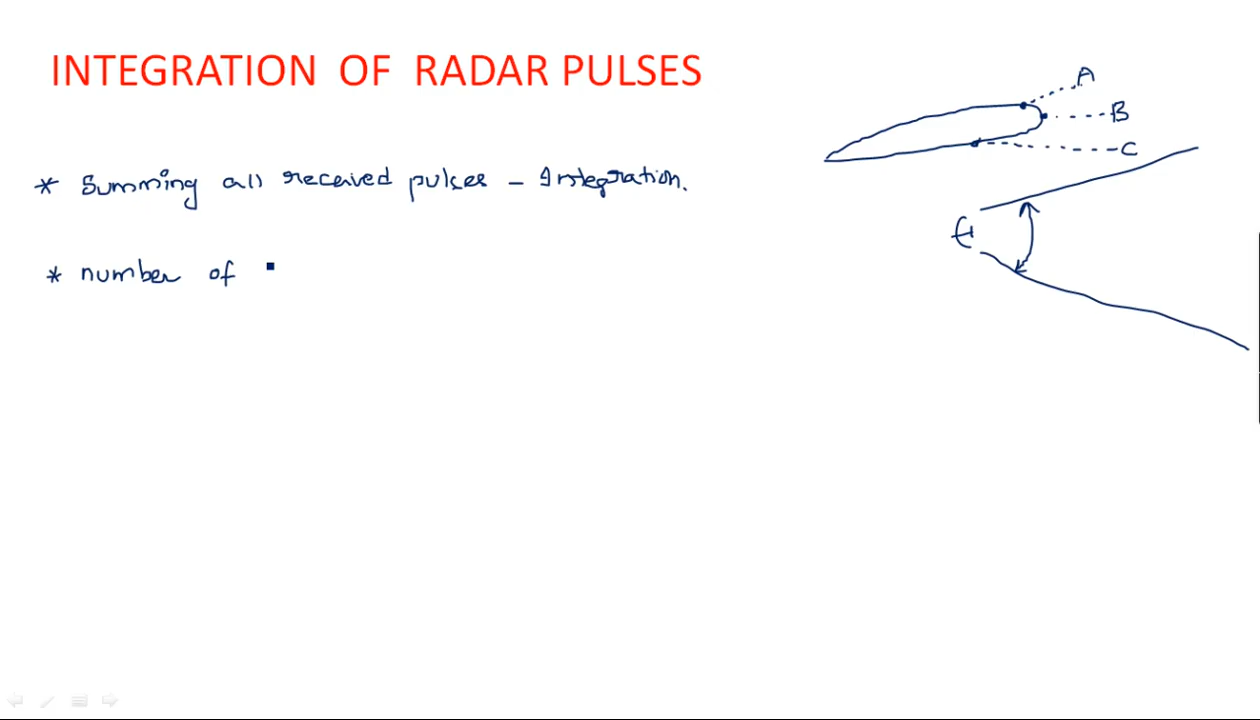 INTEGRATION OF RADAR PULSES
A
B
C
* Summing all received pulses - Integration.
* number of